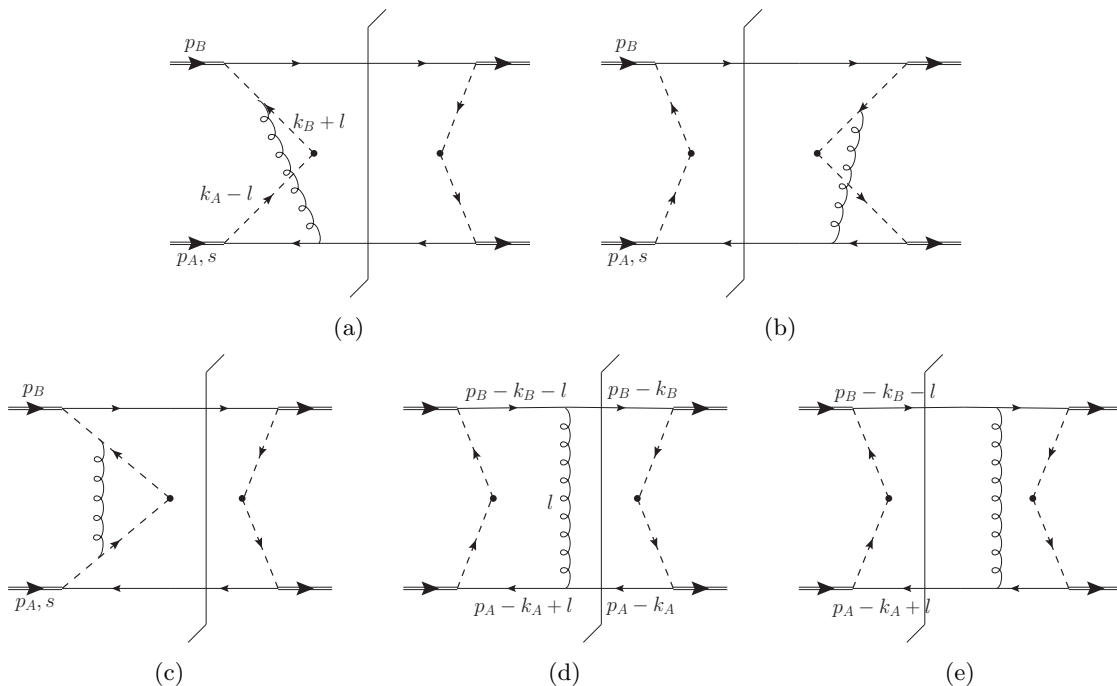 p_B
k_B + l
k_A − l
p_A, s
(a)
p_B
p_A, s
(b)
p_B
p_A, s
(c)
p_B − k_B − l
p_B − k_B
l
p_A − k_A + l
p_A − k_A
(d)
p_B − k_B − l
p_A − k_A + l
(e)